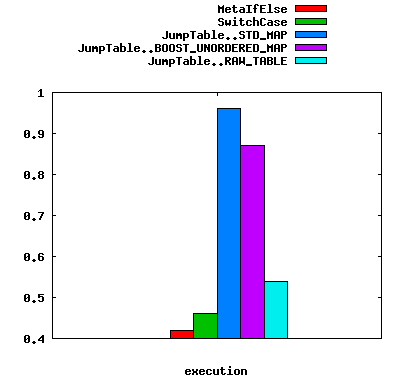 MetaIfElse
SwitchCase
JumpTable..STD_MAP
JumpTable..BOOST_UNORDERED_MAP
JumpTable..RAW_TABLE
1
0.9
0.8
0.7
0.6
0.5
0.4
execution